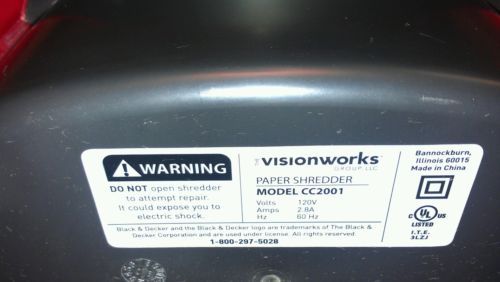 WARNING
DO NOT open shredder
to attempt repair.
It could expose you to
electric shock.
THE VISIONWORKS
GROUP LLC
PAPER SHREDDER
MODEL CC2001
Volts 120V
Amps 2.8A
Hz 60 Hz
Bannockburn,
Illinois 60015
Made in China
C UL US
LISTED
I.T.E.
3LZJ
Black & Decker and the Black & Decker logo are trademarks of The Black &
Decker Corporation and are used under license. All rights reserved.
1-800-297-5028